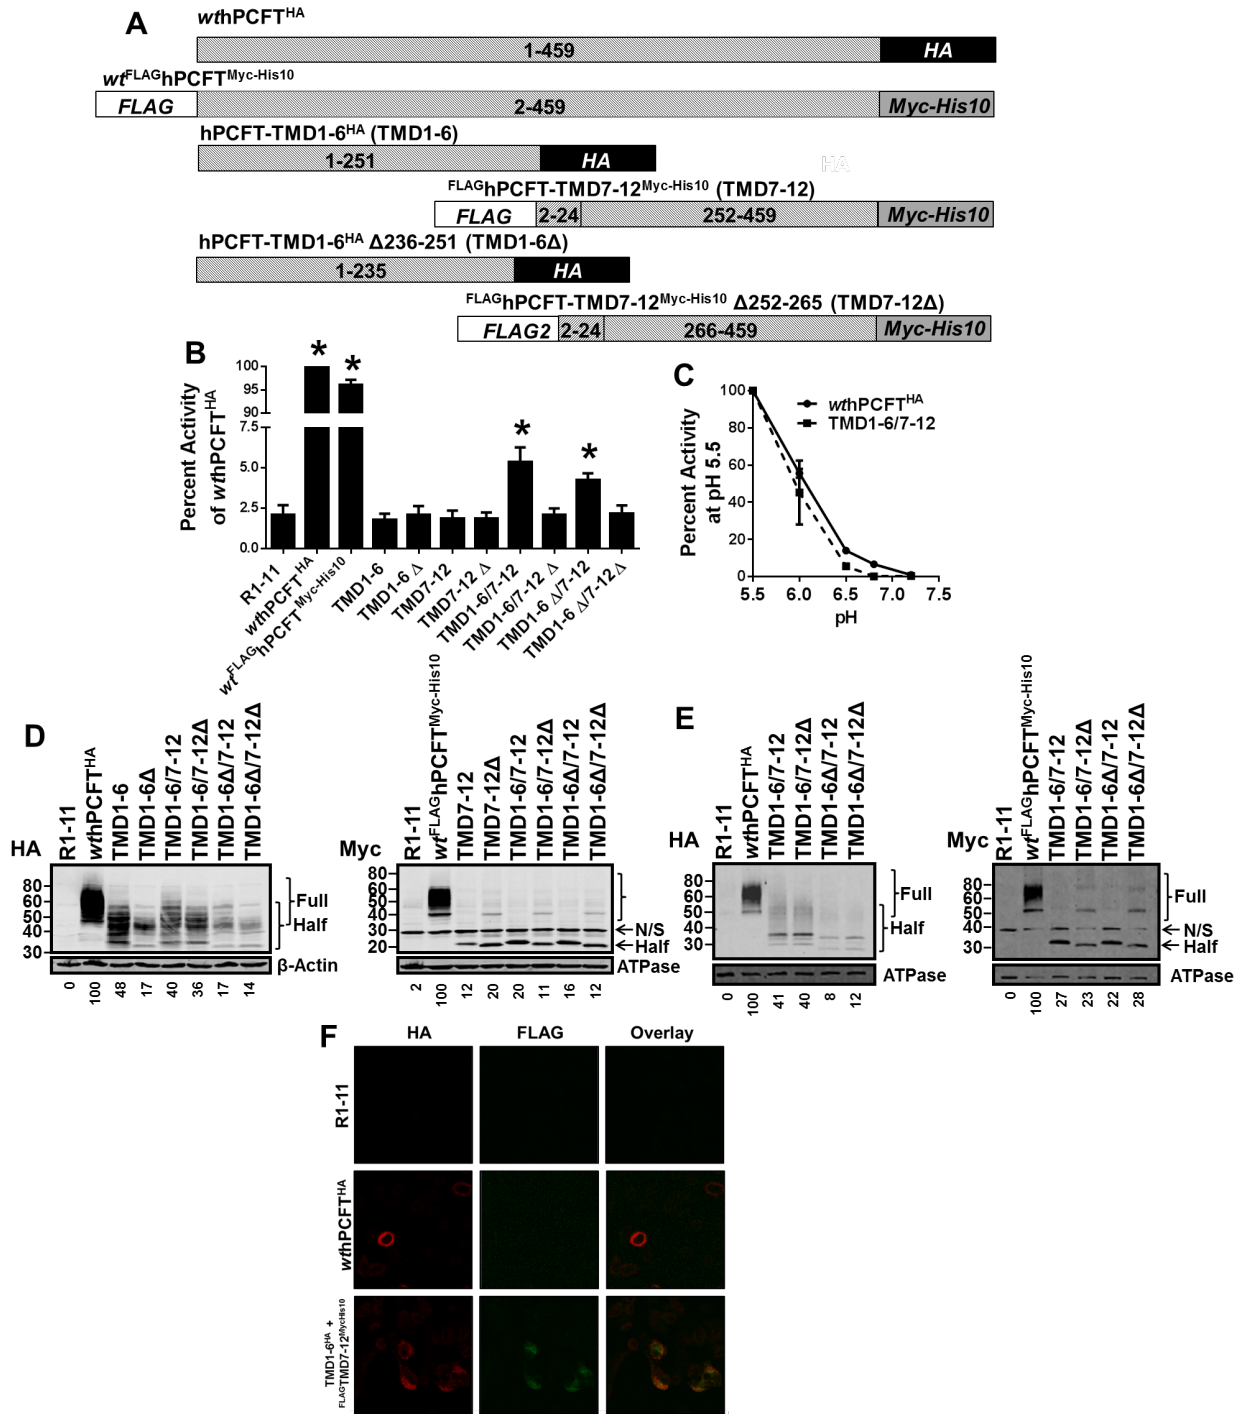 A
wthPCFTHA
1-459 HA
wtFLAGhPCFTMyc-His10
FLAG 2-459 Myc-His10
hPCFT-TMD1-6HA (TMD1-6)
1-251 HA
HA
FLAGhPCFT-TMD7-12Myc-His10 (TMD7-12)
FLAG 2-24 252-459 Myc-His10
hPCFT-TMD1-6HA Δ236-251 (TMD1-6Δ)
1-235 HA
FLAGhPCFT-TMD7-12Myc-His10 Δ252-265 (TMD7-12Δ)
FLAG2 2-24 266-459 Myc-His10
B
Percent Activity
of wthPCFTHA
100
95
90
7.5
5.0
2.5
0.0
* * * *
R1-11
wthPCFTHA
wtFLAGhPCFTMyc-His10
TMD1-6
TMD1-6 Δ
TMD7-12
TMD7-12 Δ
TMD1-6/7-12
TMD1-6/7-12 Δ
TMD1-6 Δ/7-12
TMD1-6 Δ/7-12 Δ
C
Percent Activity
at pH 5.5
100
80
60
40
20
0
5.5 6.0 6.5 7.0 7.5
pH
wthPCFTHA
TMD1-6/7-12
D
HA
R1-11
wthPCFTHA
TMD1-6
TMD1-6Δ
TMD1-6/7-12
TMD1-6/7-12Δ
TMD1-6Δ/7-12
TMD1-6Δ/7-12Δ
80
60
50
40
30
Full
Half
β-Actin
0 100 48 17 40 36 17 14
Myc
R1-11
wtFLAGhPCFTMyc-His10
TMD7-12
TMD7-12Δ
TMD1-6/7-12
TMD1-6/7-12Δ
TMD1-6Δ/7-12
TMD1-6Δ/7-12Δ
80
60
50
40
30
20
N/S
Half
ATPase
2 100 12 20 20 11 16 12
E
HA
R1-11
wthPCFTHA
TMD1-6/7-12
TMD1-6/7-12Δ
TMD1-6Δ/7-12
TMD1-6Δ/7-12Δ
80
60
50
40
30
Full
Half
ATPase
0 100 41 40 8 12
Myc
R1-11
wtFLAGhPCFTMyc-His10
TMD1-6/7-12
TMD1-6/7-12Δ
TMD1-6Δ/7-12
TMD1-6Δ/7-12Δ
80
60
50
40
30
Full
N/S
Half
ATPase
0 100 27 23 22 28
F
HA FLAG Overlay
R1-11
wthPCFTHA
TMD1-6HA +
FLAGTMD7-12MycHis10